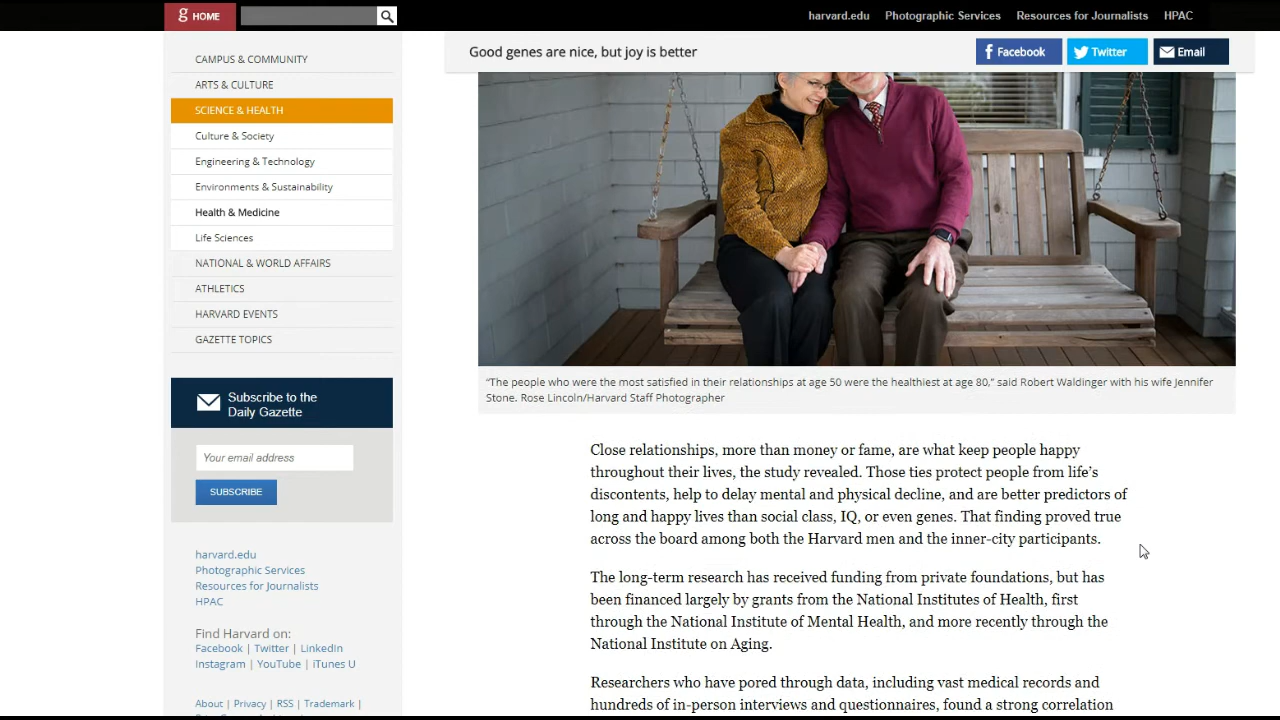 g HOME
harvard.edu Photographic Services Resources for Journalists HPAC
CAMPUS & COMMUNITY
ARTS & CULTURE
SCIENCE & HEALTH
Culture & Society
Engineering & Technology
Environments & Sustainability
Health & Medicine
Life Sciences
NATIONAL & WORLD AFFAIRS
ATHLETICS
HARVARD EVENTS
GAZETTE TOPICS
Subscribe to the
Daily Gazette
Your email address
SUBSCRIBE
harvard.edu
Photographic Services
Resources for Journalists
HPAC
Find Harvard on:
Facebook | Twitter | LinkedIn
Instagram | YouTube | iTunes U
About | Privacy | RSS | Trademark |
Good genes are nice, but joy is better
Facebook Twitter Email
“The people who were the most satisfied in their relationships at age 50 were the healthiest at age 80,” said Robert Waldinger with his wife Jennifer
Stone. Rose Lincoln/Harvard Staff Photographer
Close relationships, more than money or fame, are what keep people happy
throughout their lives, the study revealed. Those ties protect people from life’s
discontents, help to delay mental and physical decline, and are better predictors of
long and happy lives than social class, IQ, or even genes. That finding proved true
across the board among both the Harvard men and the inner-city participants.
The long-term research has received funding from private foundations, but has
been financed largely by grants from the National Institutes of Health, first
through the National Institute of Mental Health, and more recently through the
National Institute on Aging.
Researchers who have pored through data, including vast medical records and
hundreds of in-person interviews and questionnaires, found a strong correlation